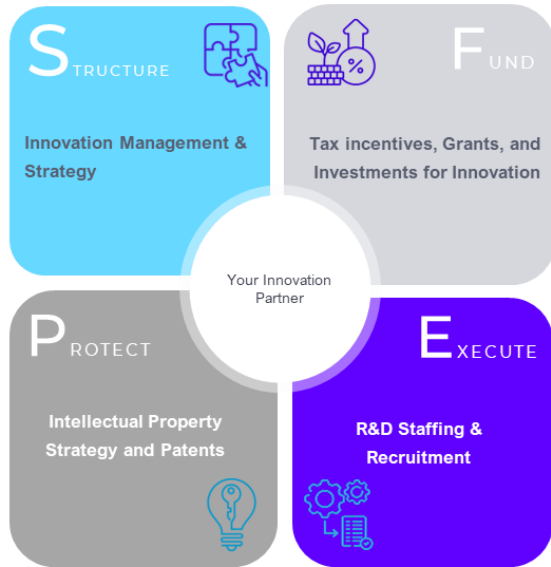 STRUCTURE
Innovation Management &
Strategy
FUND
Tax incentives, Grants, and
Investments for Innovation
Your Innovation
Partner
PROTECT
Intellectual Property
Strategy and Patents
EXECUTE
R&D Staffing &
Recruitment